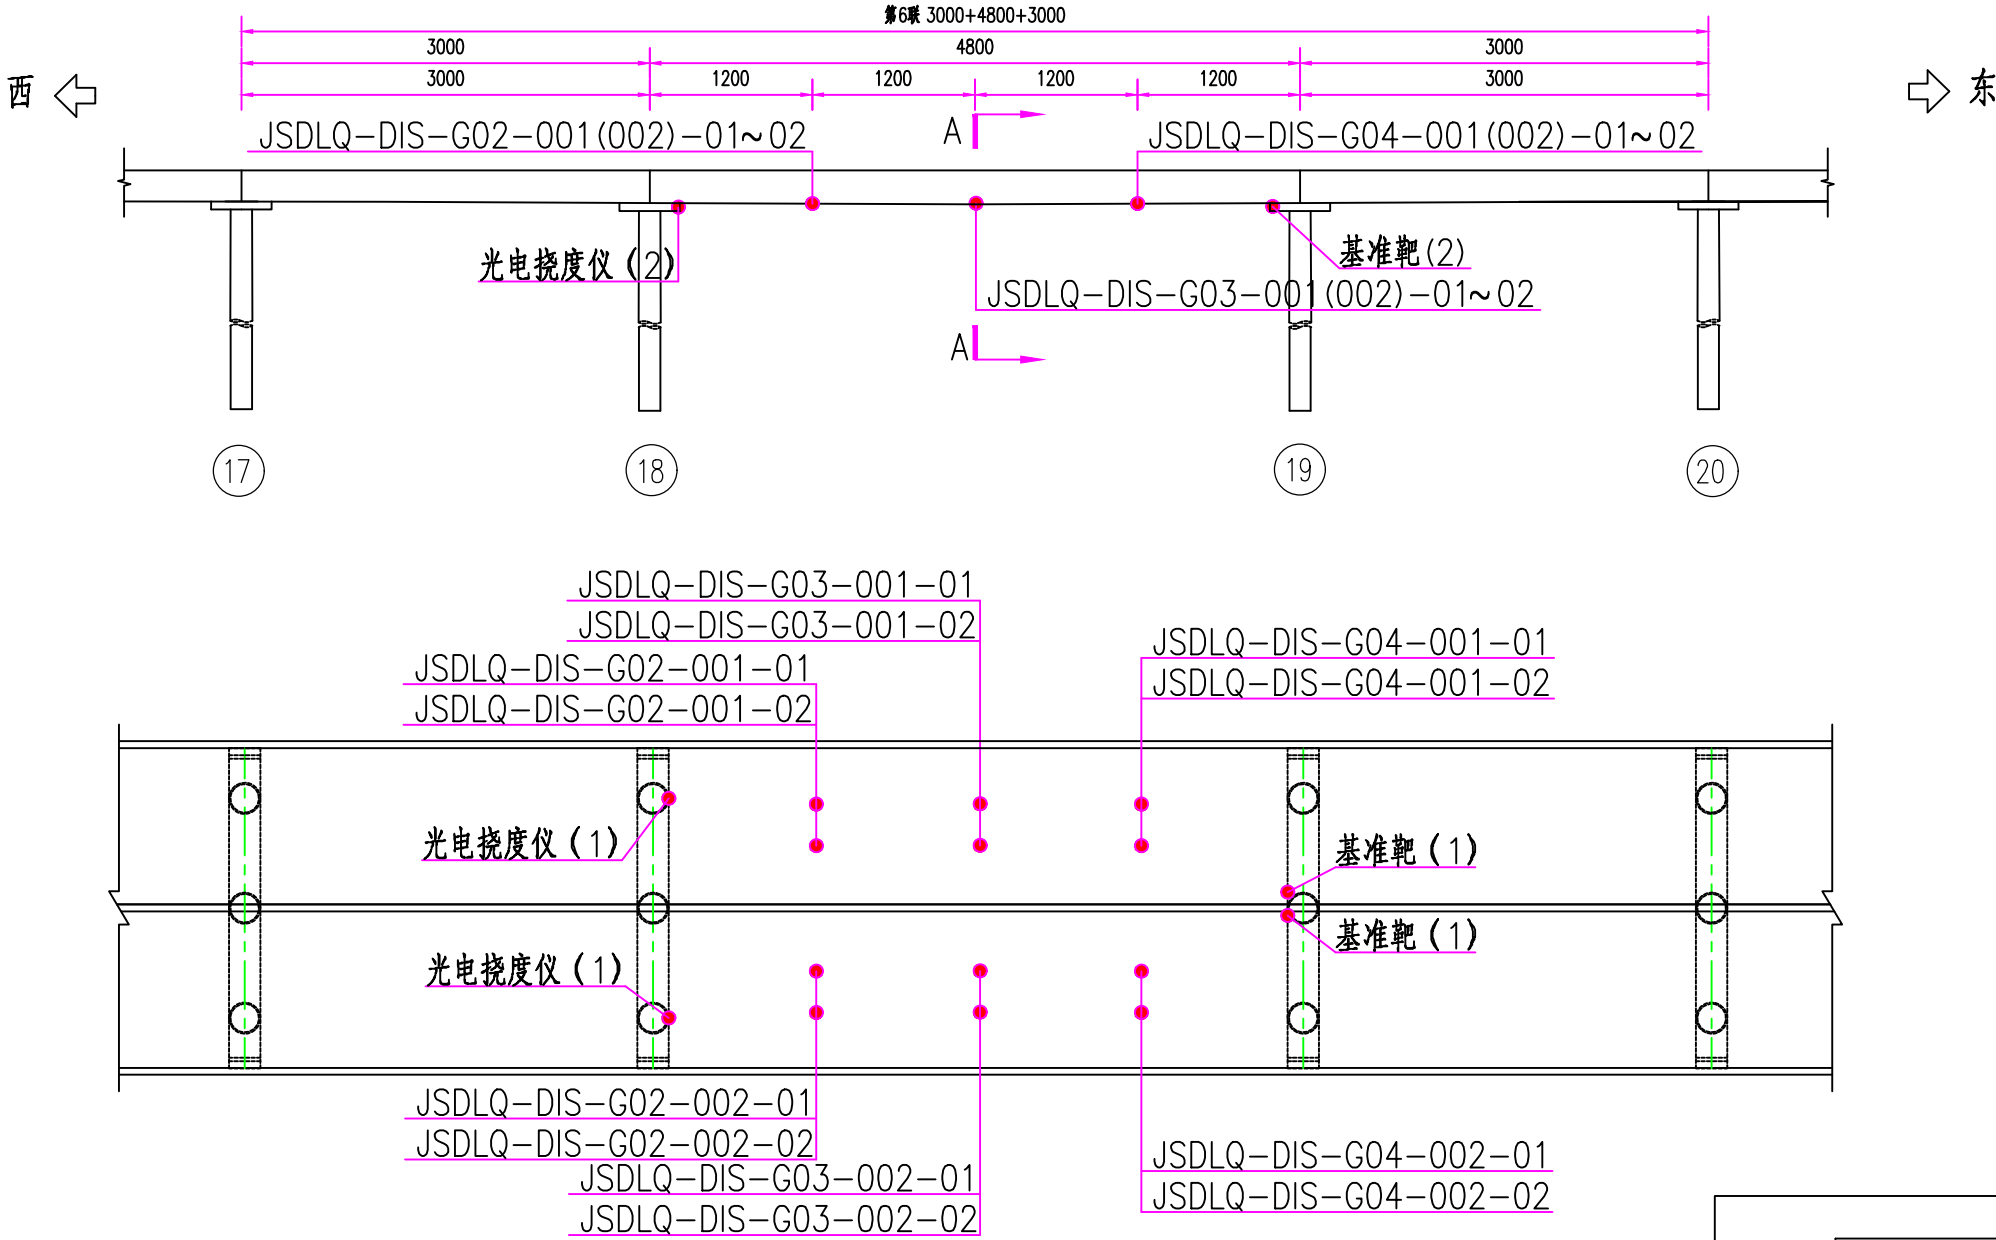 第6联 3000+4800+3000
3000 4800 3000
3000 1200 1200 1200 1200 3000
西 东
JSDLQ-DIS-G02-001(002)-01~02 A JSDLQ-DIS-G04-001(002)-01~02
光电挠度仪(2) 基准靶(2)
JSDLQ-DIS-G03-001(002)-01~02
A
17 18 19 20
JSDLQ-DIS-G03-001-01
JSDLQ-DIS-G03-001-02
JSDLQ-DIS-G04-001-01
JSDLQ-DIS-G02-001-01
JSDLQ-DIS-G04-001-02
JSDLQ-DIS-G02-001-02
光电挠度仪(1) 基准靶(1)
基准靶(1)
光电挠度仪(1)
JSDLQ-DIS-G02-002-01
JSDLQ-DIS-G02-002-02
JSDLQ-DIS-G04-002-01
JSDLQ-DIS-G03-002-01
JSDLQ-DIS-G04-002-02
JSDLQ-DIS-G03-002-02